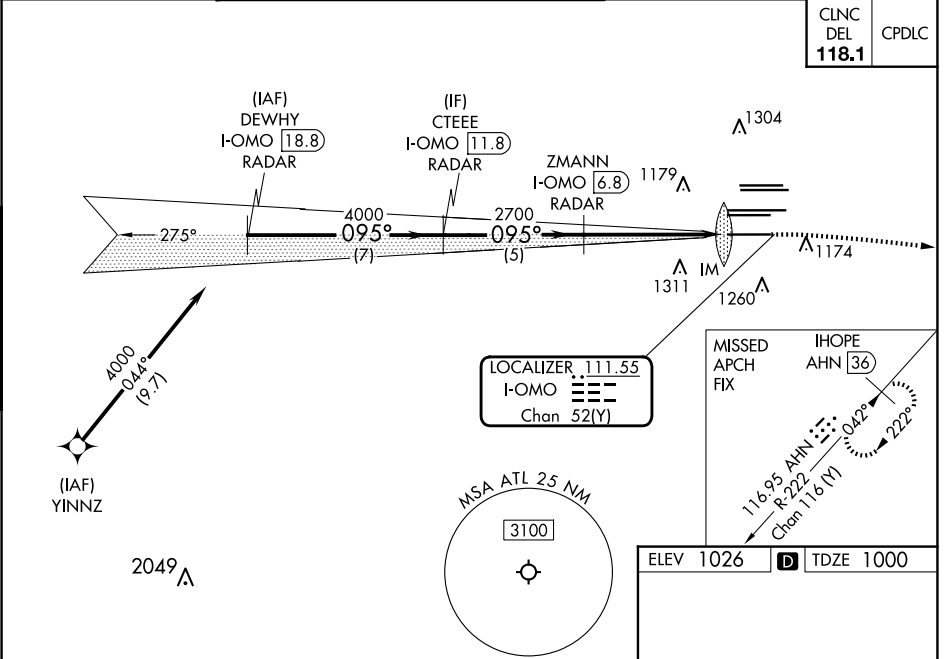 CLNC
DEL
118.1
CPDLC
(IAF)
DEWHY
I-OMO 18.8
RADAR
(IF)
CTEEE
I-OMO 11.8
RADAR
ZMANN
I-OMO 6.8
RADAR
1304
1179
275°
4000
095°
(7)
2700
095°
(5)
1174
1311
IM
1260
4000
044°
(9.7)
(IAF)
YINNZ
LOCALIZER 111.55
I-OMO
Chan 52(Y)
MISSED
APCH
FIX
IHOPE
AHN 36
042°
222°
116.95 AHN
R-222
Chan 116 (Y)
MSA ATL 25 NM
3100
2049
ELEV 1026 D TDZE 1000